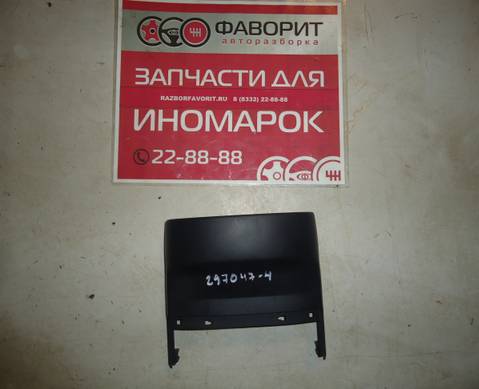 ФАВОРИТ
авторазборка
ЗАПЧАСТИ ДЛЯ
RAZBORFAVORIT.RU 8 (8332) 22-88-88
ИНОМАРОК
22-88-88
297047-4